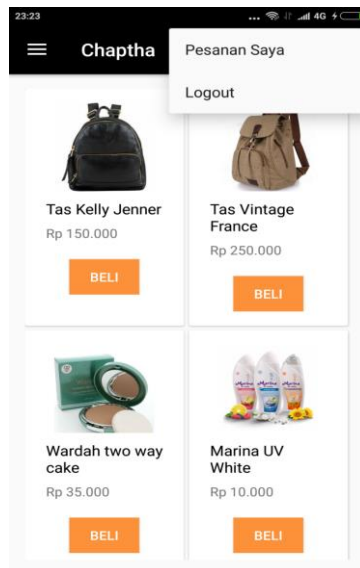 23:23
... 4G
Chaptha
Pesanan Saya
Logout
Tas Kelly Jenner
Rp 150.000
BELI
Tas Vintage
France
Rp 250.000
BELI
Wardah two way
cake
Rp 35.000
BELI
Marina UV
White
Rp 10.000
BELI